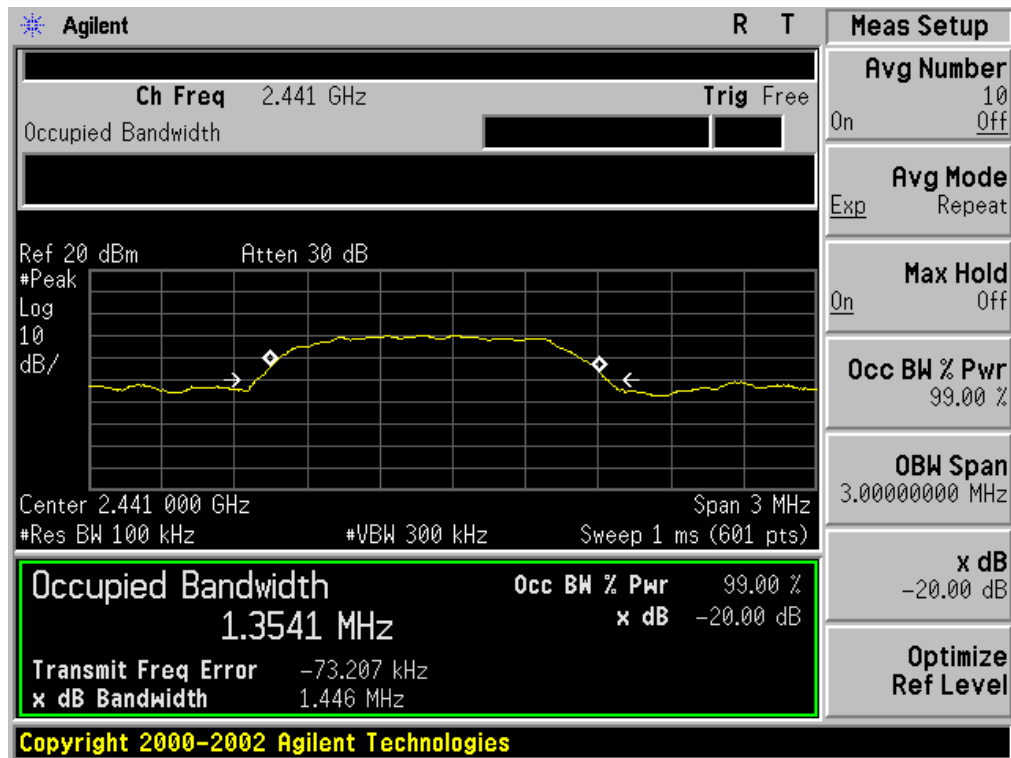 Agilent R T
Ch Freq 2.441 GHz Trig Free
Occupied Bandwidth
Ref 20 dBm Atten 30 dB
#Peak
Log
10
dB/
Center 2.441 000 GHz Span 3 MHz
#Res BW 100 kHz #VBW 300 kHz Sweep 1 ms (601 pts)
Occupied Bandwidth Occ BW % Pwr 99.00 %
1.3541 MHz x dB -20.00 dB
Transmit Freq Error -73.207 kHz
x dB Bandwidth 1.446 MHz
Copyright 2000-2002 Agilent Technologies
Meas Setup
Avg Number
10
On Off
Avg Mode
Exp Repeat
Max Hold
On Off
Occ BW % Pwr
99.00 %
OBW Span
3.00000000 MHz
x dB
-20.00 dB
Optimize
Ref Level